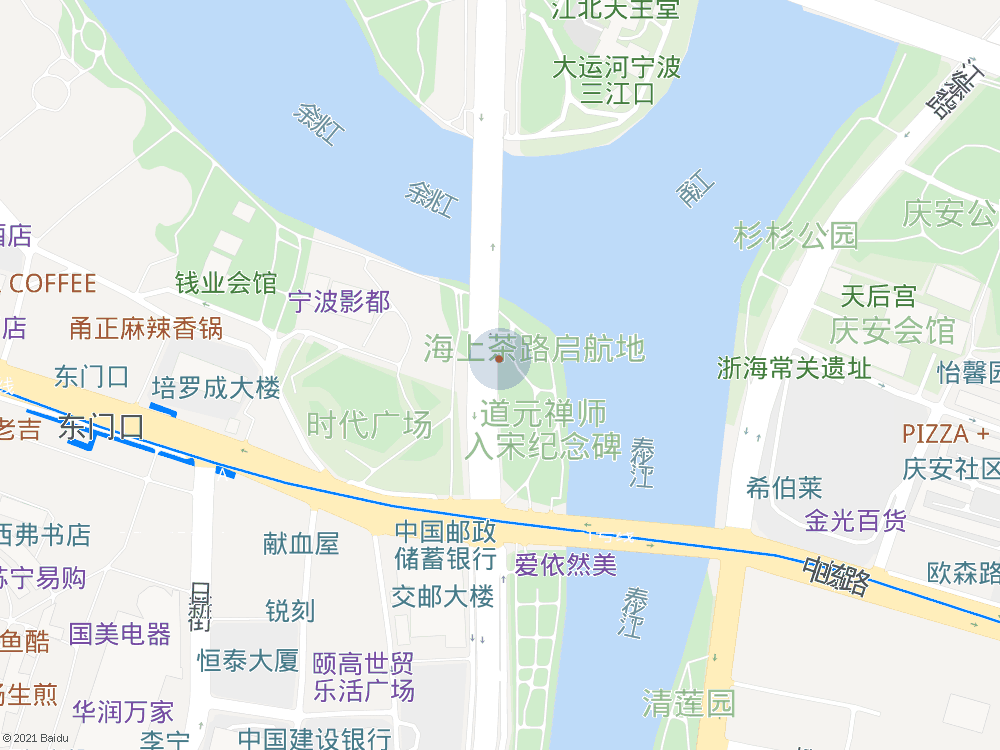 江北天主堂
大运河宁波
三江口
江东北路
余姚江
余姚江
甬江
杉杉公园
庆安公
酒店
COFFEE
钱业会馆
宁波影都
天后宫
店
甬正麻辣香锅
庆安会馆
海上茶路启航地
浙海常关遗址
怡馨园
东门口
培罗成大楼
老吉
东门口
时代广场
道元禅师
入宋纪念碑
奉化江
PIZZA +
庆安社区
希伯莱
金光百货
西弗书店
献血屋
中国邮政
储蓄银行
爱依然美
中山东路
欧森路
苏宁易购
日新街
锐刻
交邮大楼
奉化江
鱼酷
国美电器
恒泰大厦
颐高世贸
乐活广场
杨生煎
华润万家
清莲园
李宁
中国建设银行
© 2021 Baidu